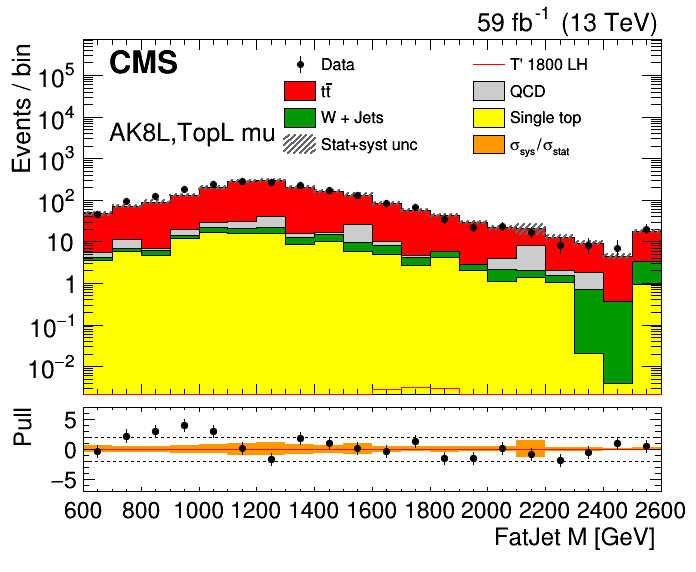 59 fb⁻¹ (13 TeV)
CMS
AK8L,TopL mu
Data
tt̄
W + Jets
Stat+syst unc
T' 1800 LH
QCD
Single top
σsys/σstat
Events / bin
10⁵
10⁴
10³
10²
10
1
10⁻¹
10⁻²
Pull
5
0
−5
600 800 1000 1200 1400 1600 1800 2000 2200 2400 2600
FatJet M [GeV]